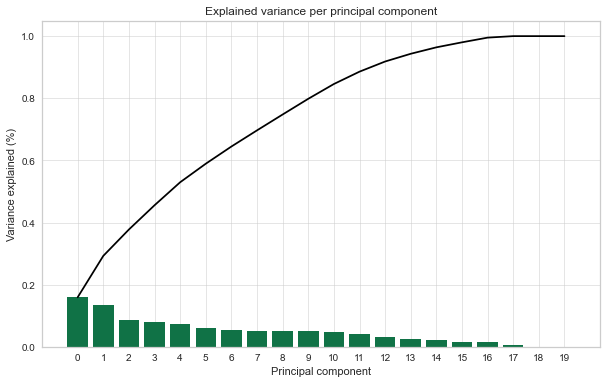 Explained variance per principal component
Variance explained (%)
1.0
0.8
0.6
0.4
0.2
0.0
0 1 2 3 4 5 6 7 8 9 10 11 12 13 14 15 16 17 18 19
Principal component